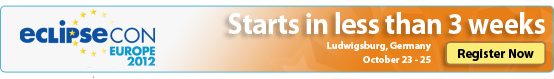 eclipsecon
EUROPE
2012
Starts in less than 3 weeks
Ludwigsburg, Germany
October 23 - 25
Register Now